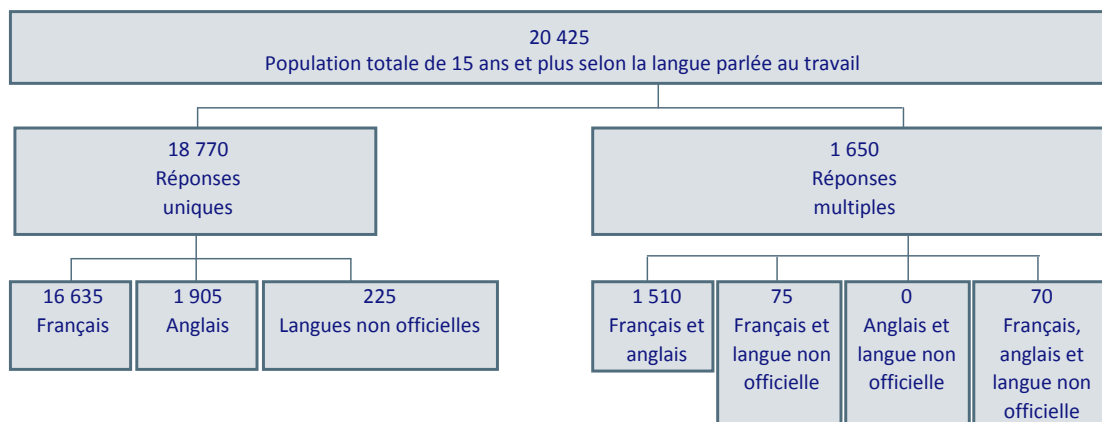 20 425
Population totale de 15 ans et plus selon la langue parlée au travail
18 770
Réponses
uniques
1 650
Réponses
multiples
16 635
Français
1 905
Anglais
225
Langues non officielles
1 510
Français et
anglais
75
Français et
langue non
officielle
0
Anglais et
langue non
officielle
70
Français,
anglais et
langue non
officielle